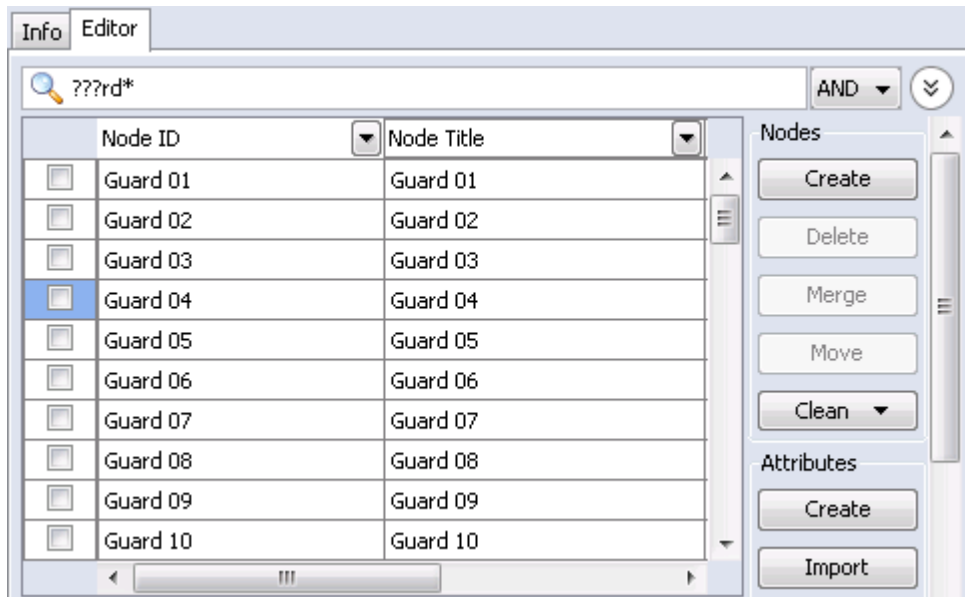 Info Editor
???rd* AND
Node ID Node Title
Guard 01 Guard 01
Guard 02 Guard 02
Guard 03 Guard 03
Guard 04 Guard 04
Guard 05 Guard 05
Guard 06 Guard 06
Guard 07 Guard 07
Guard 08 Guard 08
Guard 09 Guard 09
Guard 10 Guard 10
Nodes
Create
Delete
Merge
Move
Clean
Attributes
Create
Import